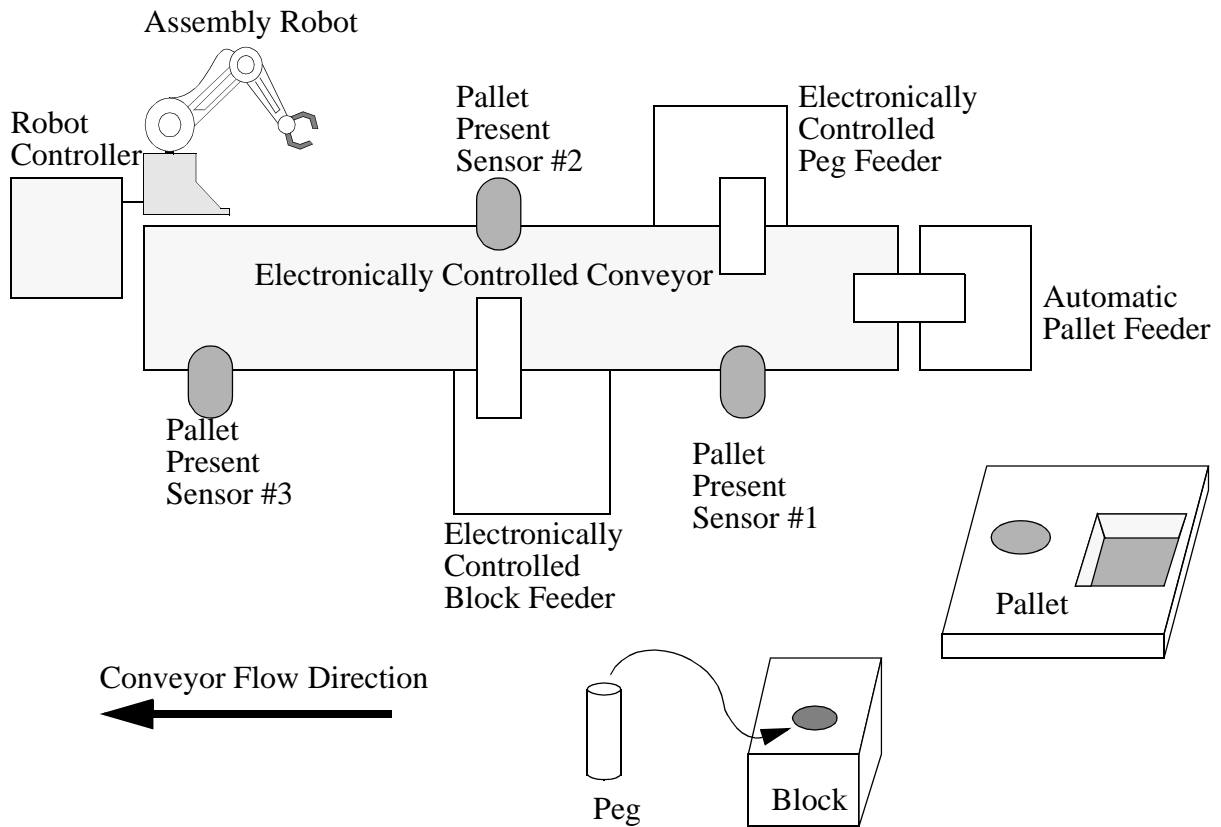 Assembly Robot
Robot
Controller
Pallet
Present
Sensor #2
Electronically
Controlled
Peg Feeder
Electronically Controlled Conveyor
Automatic
Pallet Feeder
Pallet
Present
Sensor #3
Electronically
Controlled
Block Feeder
Pallet
Present
Sensor #1
Pallet
Conveyor Flow Direction
Peg
Block